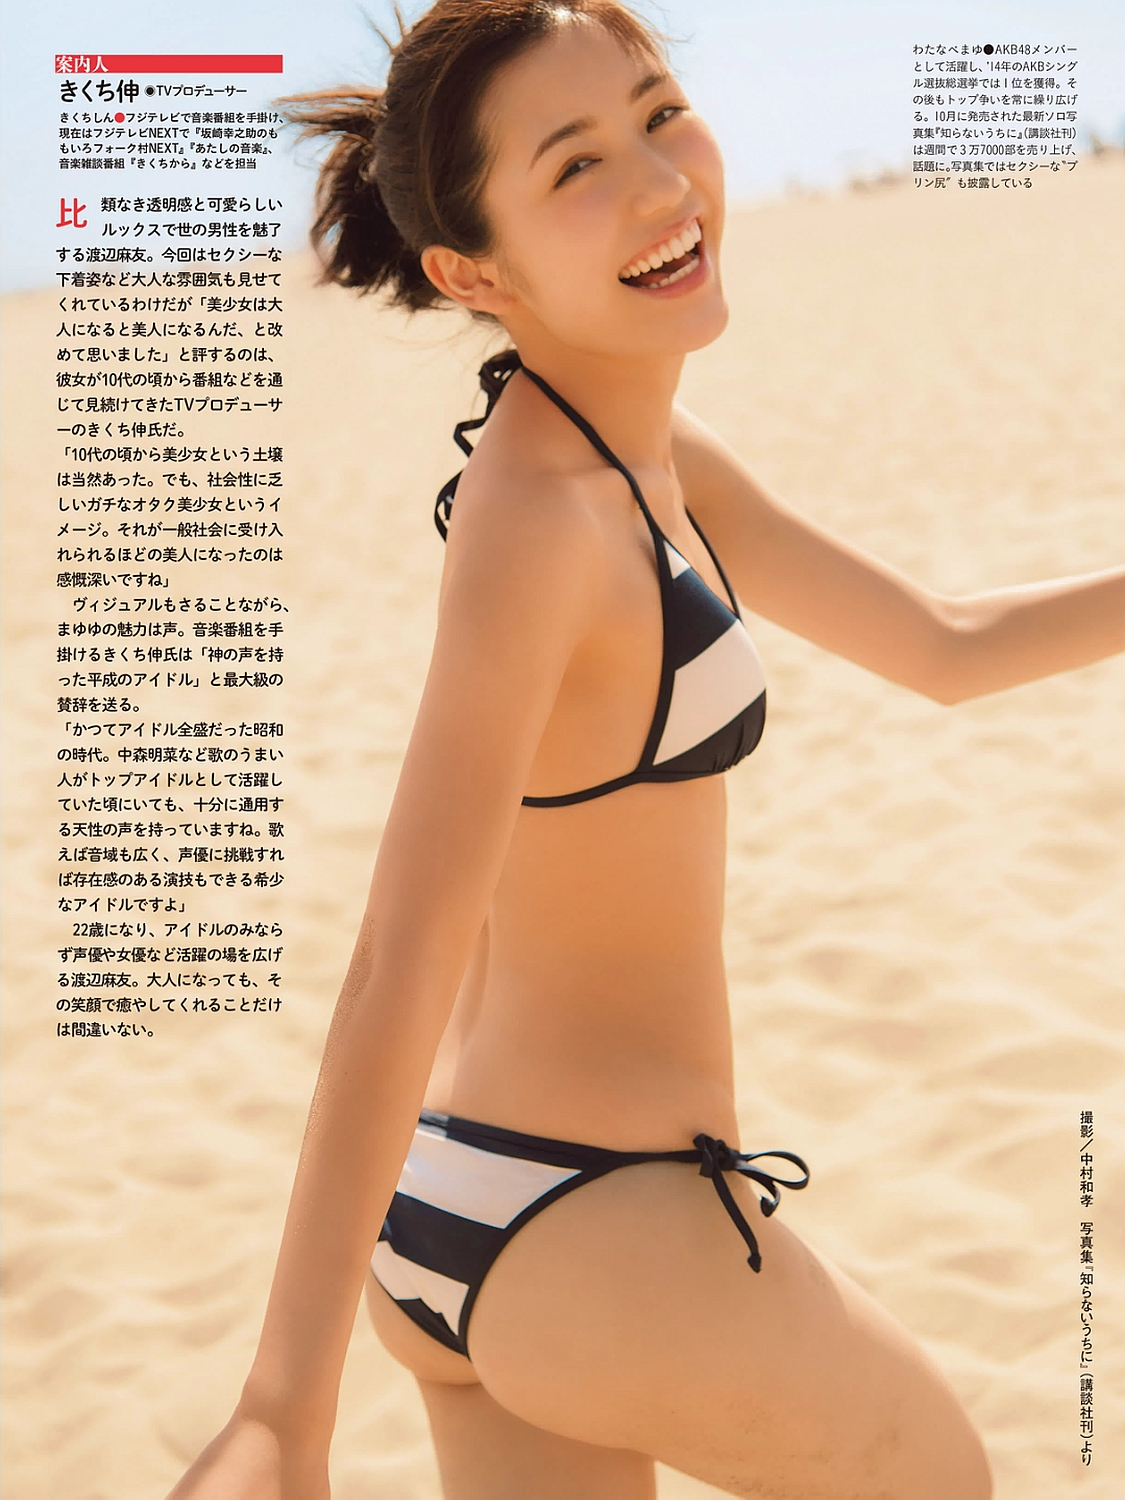 案内人
きくち伸 ◉TVプロデューサー
きくちしん●フジテレビで音楽番組を手掛け、
現在はフジテレビNEXTで『坂崎幸之助のも
もいろフォーク村NEXT』『あたしの音楽』、
音楽雑談番組『きくちから』などを担当
比類なき透明感と可愛らしい
ルックスで世の男性を魅了
する渡辺麻友。今回はセクシーな
下着姿など大人な雰囲気も見せて
くれているわけだが「美少女は大
人になると美人になるんだ、と改
めて思いました」と評するのは、
彼女が10代の頃から番組などを通
じて見続けてきたTVプロデューサ
ーのきくち伸氏だ。
「10代の頃から美少女という土壌
は当然あった。でも、社会性に乏
しいガチなオタク美少女というイ
メージ。それが一般社会に受け入
れられるほどの美人になったのは
感慨深いですね」
ヴィジュアルもさることながら、
まゆゆの魅力は声。音楽番組を手
掛けるきくち伸氏は「神の声を持
った平成のアイドル」と最大級の
賛辞を送る。
「かつてアイドル全盛だった昭和
の時代。中森明菜など歌のうまい
人がトップアイドルとして活躍し
ていた頃にいても、十分に通用す
る天性の声を持っていますね。歌
えば音域も広く、声優に挑戦すれ
ば存在感のある演技もできる希少
なアイドルですよ」
22歳になり、アイドルのみなら
ず声優や女優など活躍の場を広げ
る渡辺麻友。大人になっても、そ
の笑顔で癒やしてくれることだけ
は間違いない。
わたなべまゆ●AKB48メンバー
として活躍し、'14年のAKBシング
ル選抜総選挙では1位を獲得。そ
の後もトップ争いを常に繰り広げ
る。10月に発売された最新ソロ写
真集『知らないうちに』(講談社刊)
は週間で3万7000部を売り上げ、
話題に。写真集ではセクシーな〝プ
リン尻〟も披露している
撮影／中村和孝 写真集『知らないうちに』(講談社刊)より